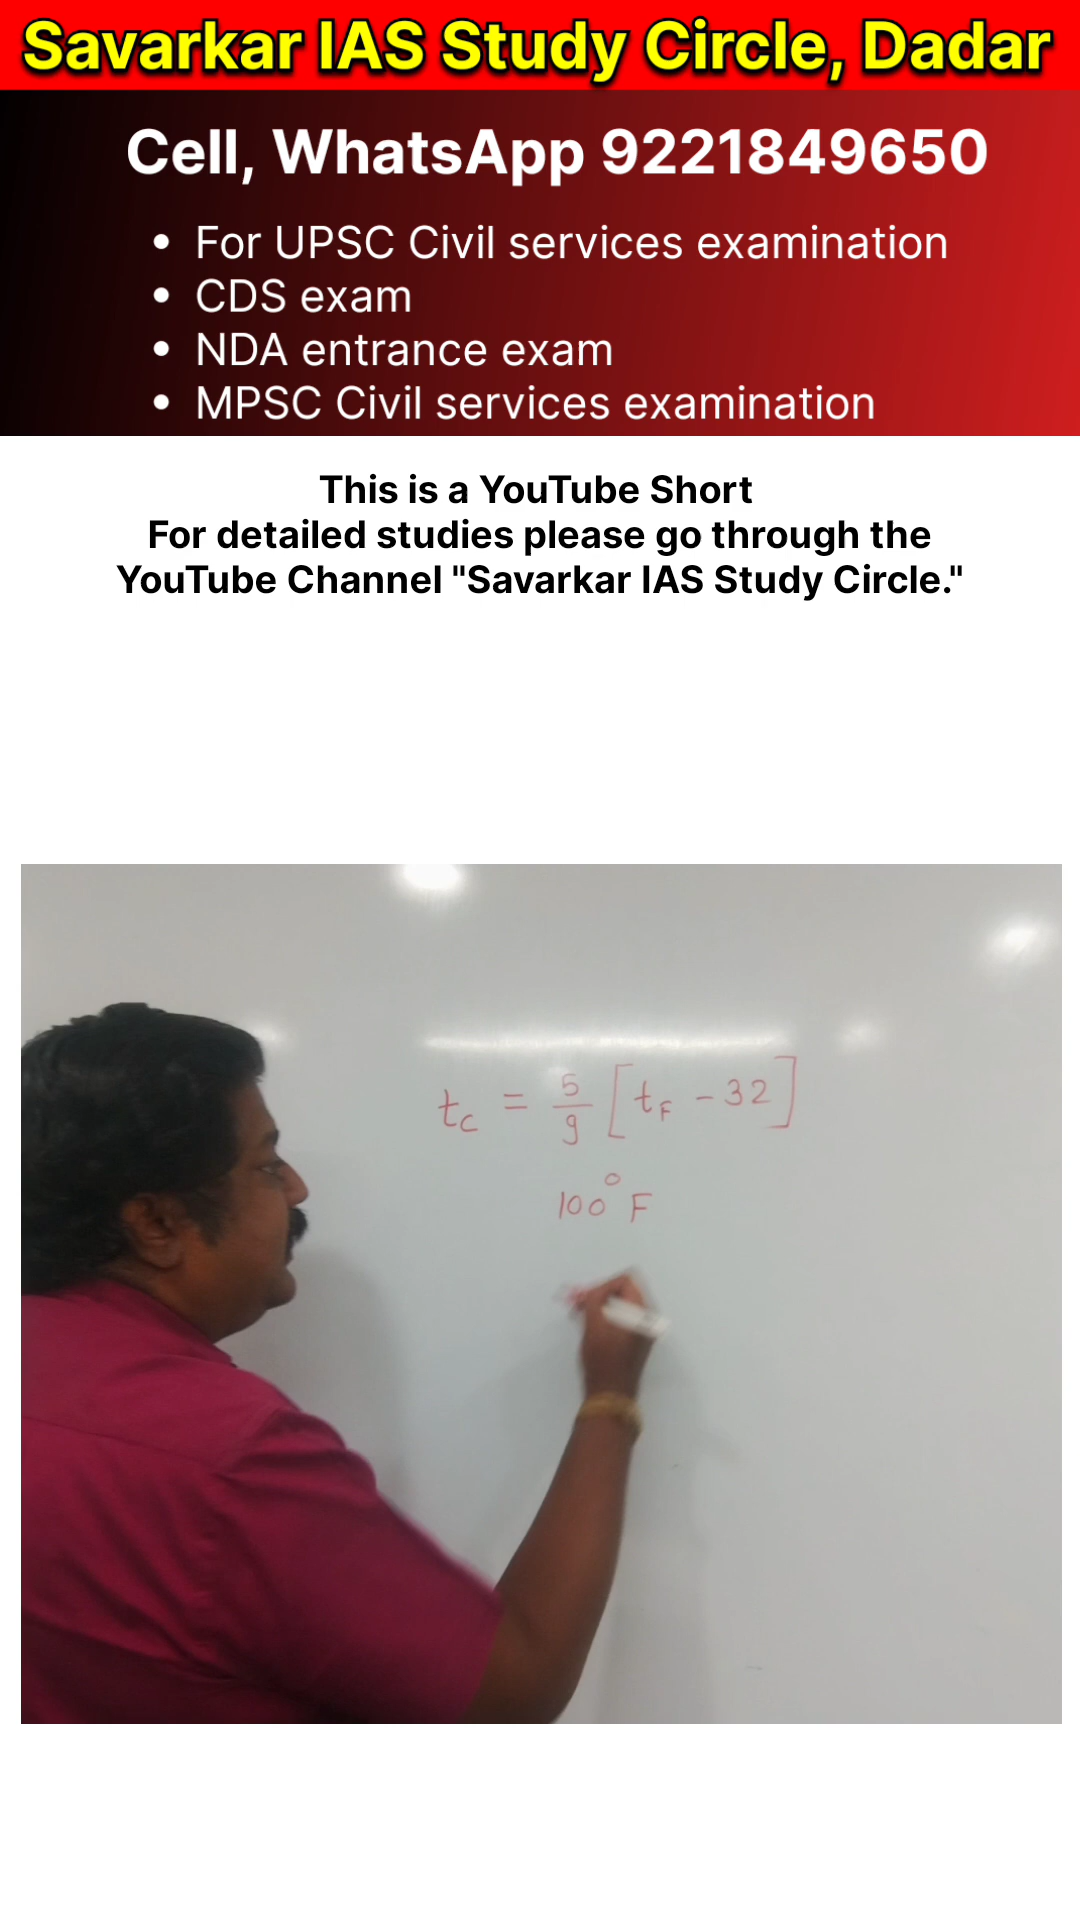 Savarkar IAS Study Circle, Dadar
Cell, WhatsApp 9221849650
• For UPSC Civil services examination
• CDS exam
• NDA entrance exam
• MPSC Civil services examination
This is a YouTube Short
For detailed studies please go through the
YouTube Channel "Savarkar IAS Study Circle."
t_C = 5/9 [t_F - 32]
100° F